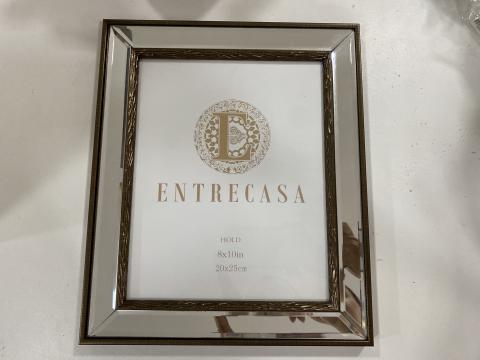 E
ENTRECASA
HOLD
8x10in
20x25cm